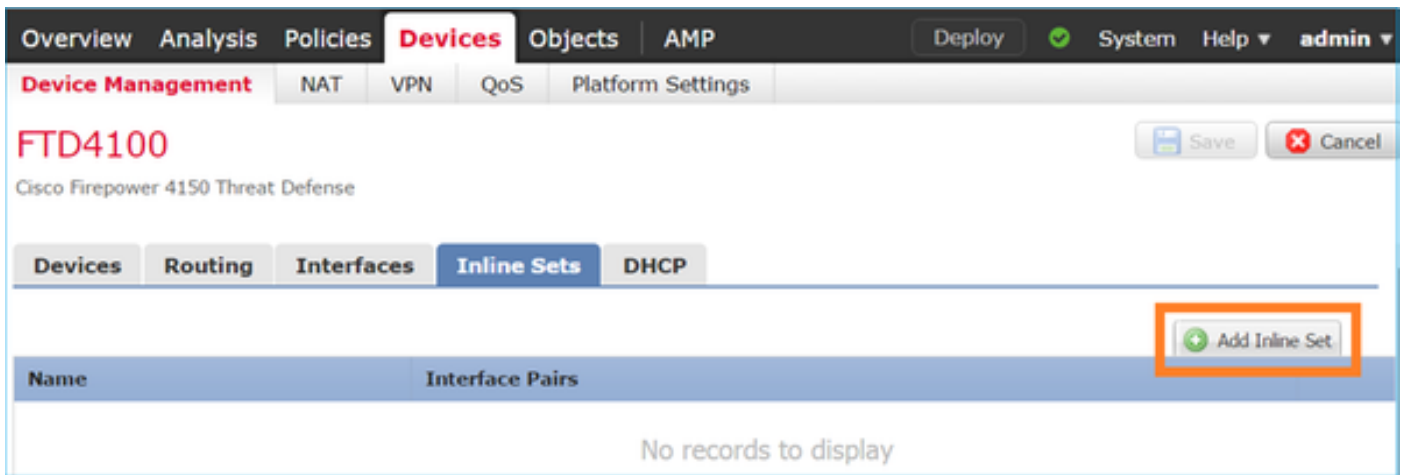 Overview Analysis Policies Devices Objects AMP Deploy System Help admin
Device Management NAT VPN QoS Platform Settings
FTD4100 Save Cancel
Cisco Firepower 4150 Threat Defense
Devices Routing Interfaces Inline Sets DHCP
Add Inline Set
Name Interface Pairs
No records to display